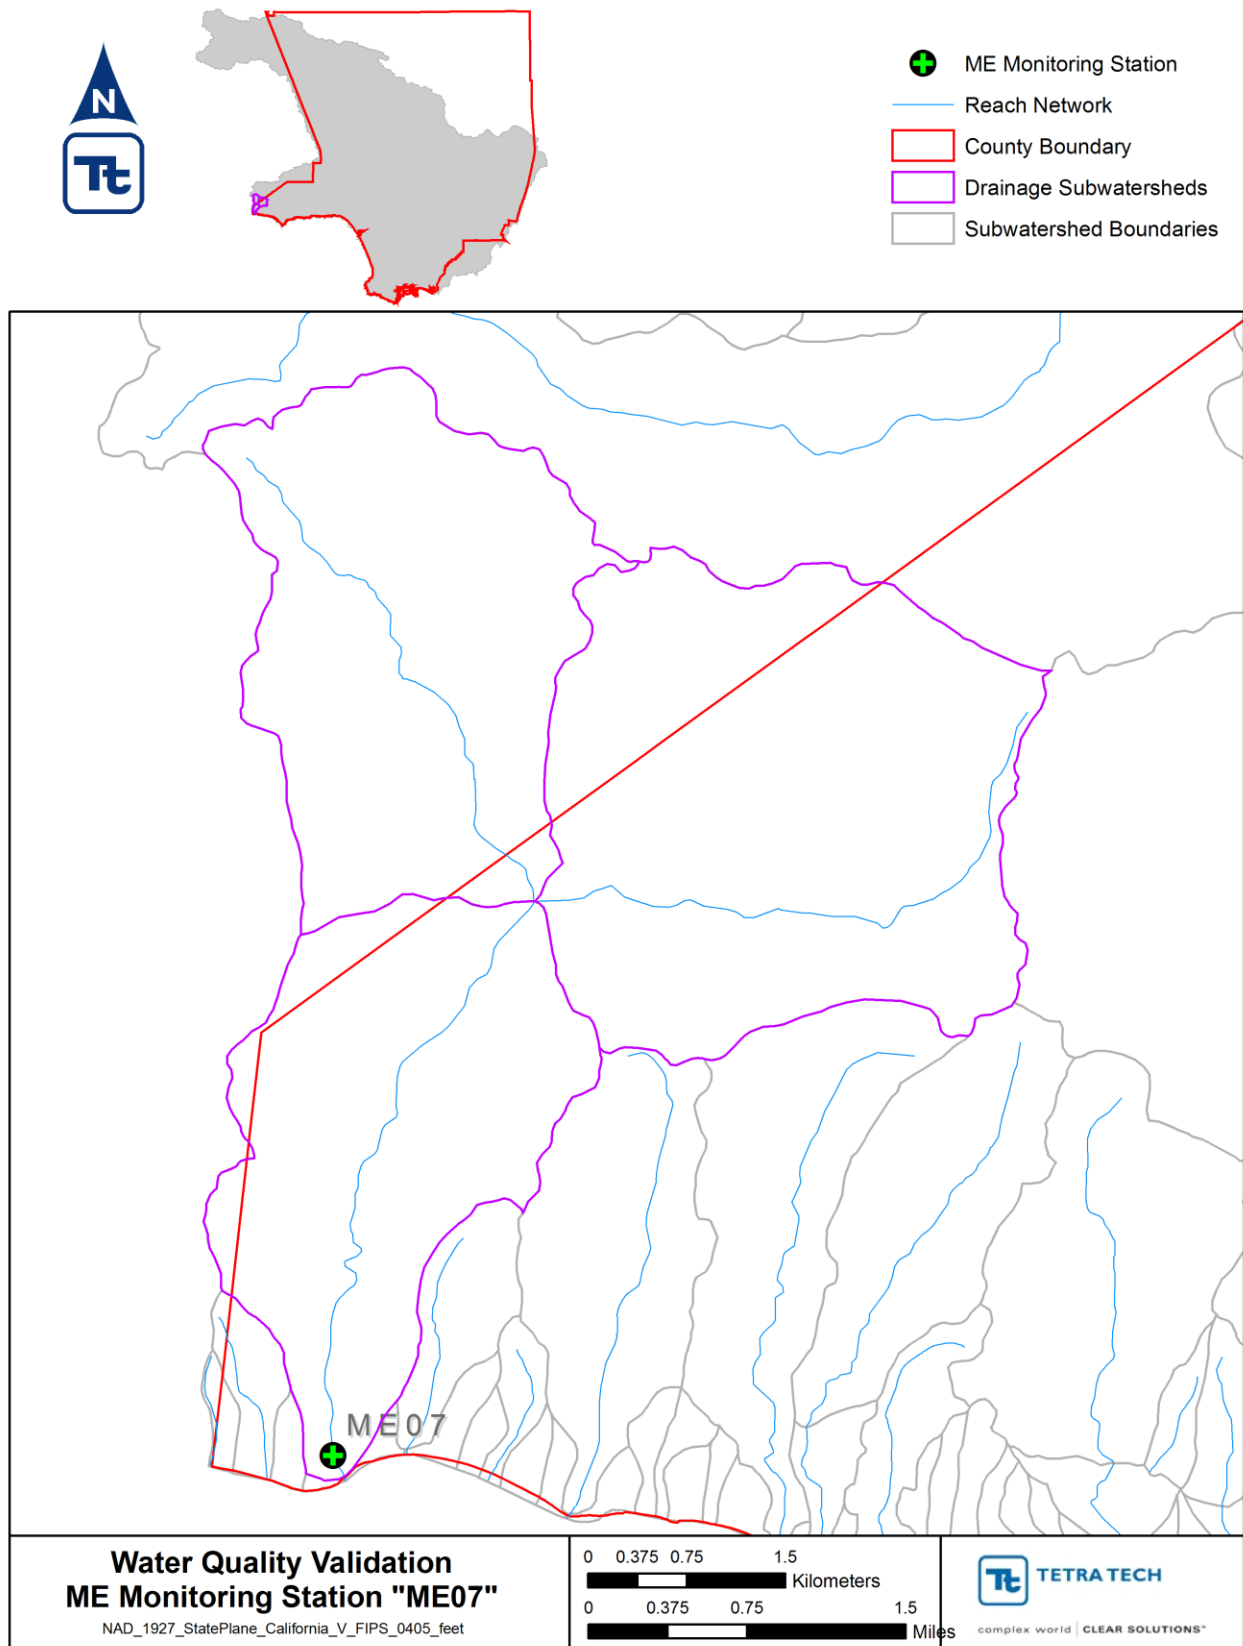 N
Tt
ME Monitoring Station
Reach Network
County Boundary
Drainage Subwatersheds
Subwatershed Boundaries
ME07
Water Quality Validation
ME Monitoring Station "ME07"
NAD_1927_StatePlane_California_V_FIPS_0405_feet
0 0.375 0.75 1.5
Kilometers
0 0.375 0.75 1.5
Miles
Tt TETRA TECH
complex world | CLEAR SOLUTIONS™